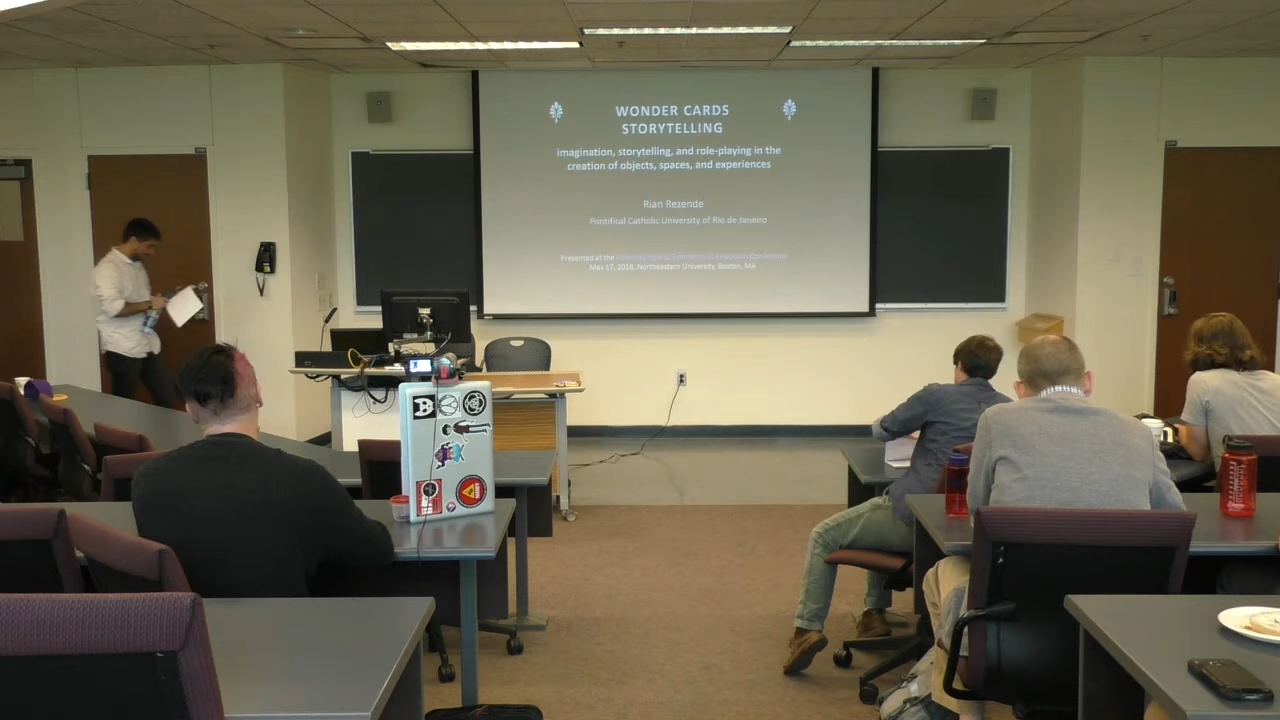 WONDER CARDS
STORYTELLING
imagination, storytelling, and role-playing in the
creation of objects, spaces, and experiences
Rian Rezende
Pontifical Catholic University of Rio de Janeiro
Presented at the
May 17, 2018, Northeastern University, Boston, MA